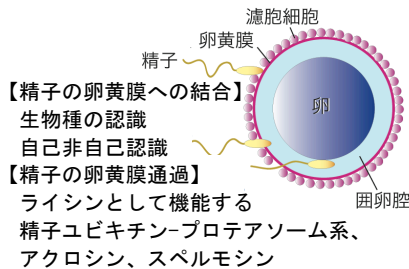 濾胞細胞
卵黄膜
精子
【精子の卵黄膜への結合】
生物種の認識
自己非自己認識
【精子の卵黄膜通過】
ライシンとして機能する
精子ユビキチン-プロテアソーム系、
アクロシン、スペルモシン
卵
囲卵腔